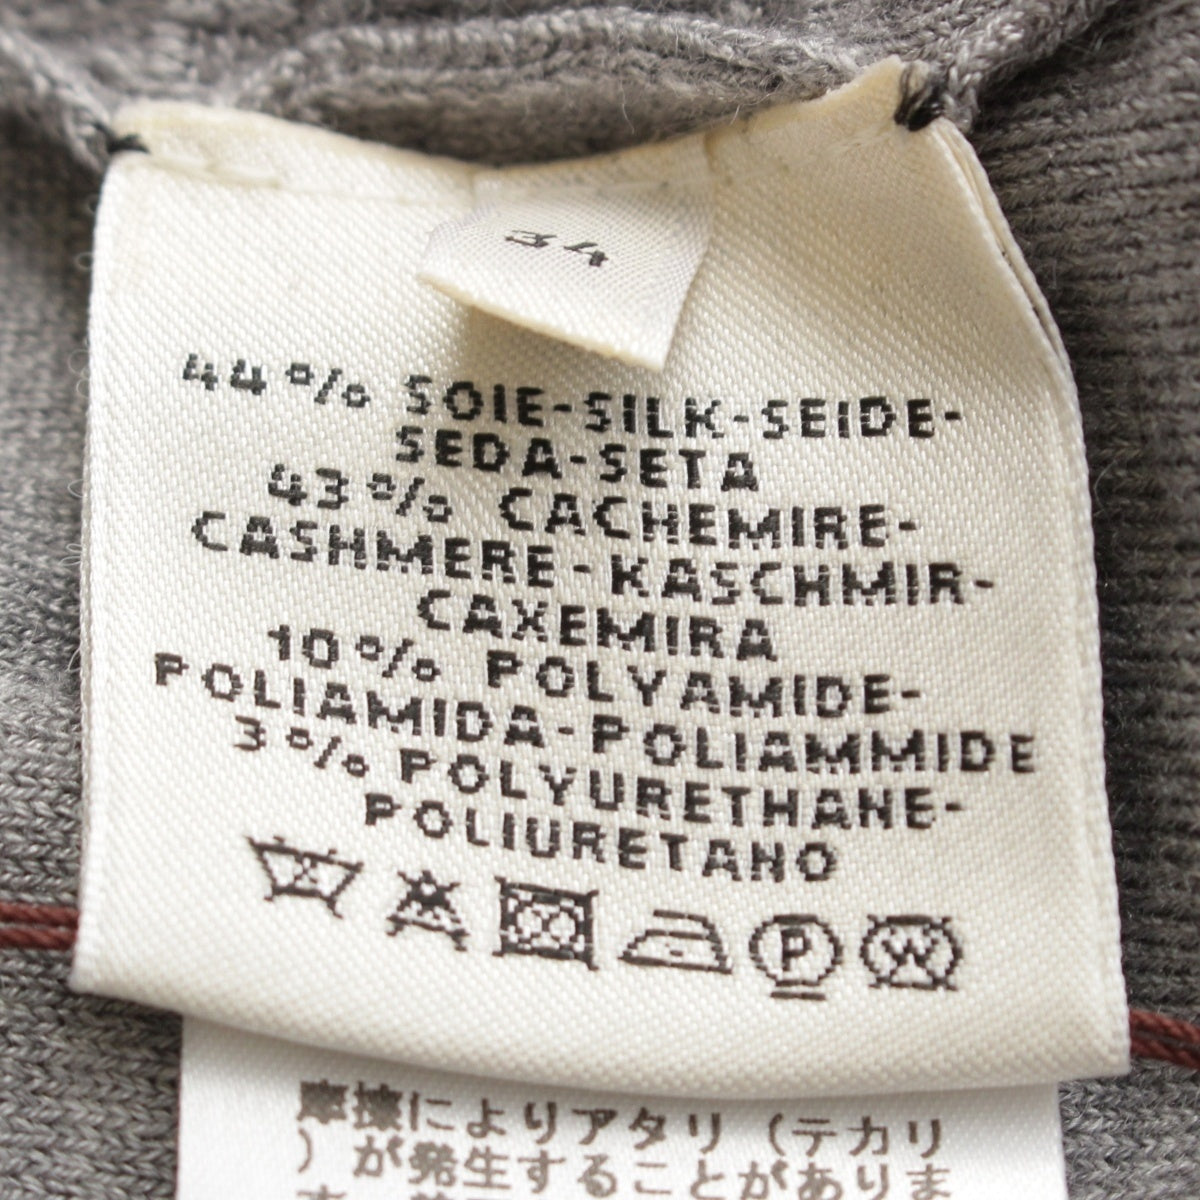 34
44% SOIE-SILK-SEIDE-
SEDA-SETA
43% CACHEMIRE-
CASHMERE-KASCHMIR-
CAXEMIRA
10% POLYAMIDE-
POLIAMIDA-POLIAMMIDE
3% POLYURETHANE-
POLIURETANO
P
W
摩擦によりアタリ（テカリ
）が発生することがありま